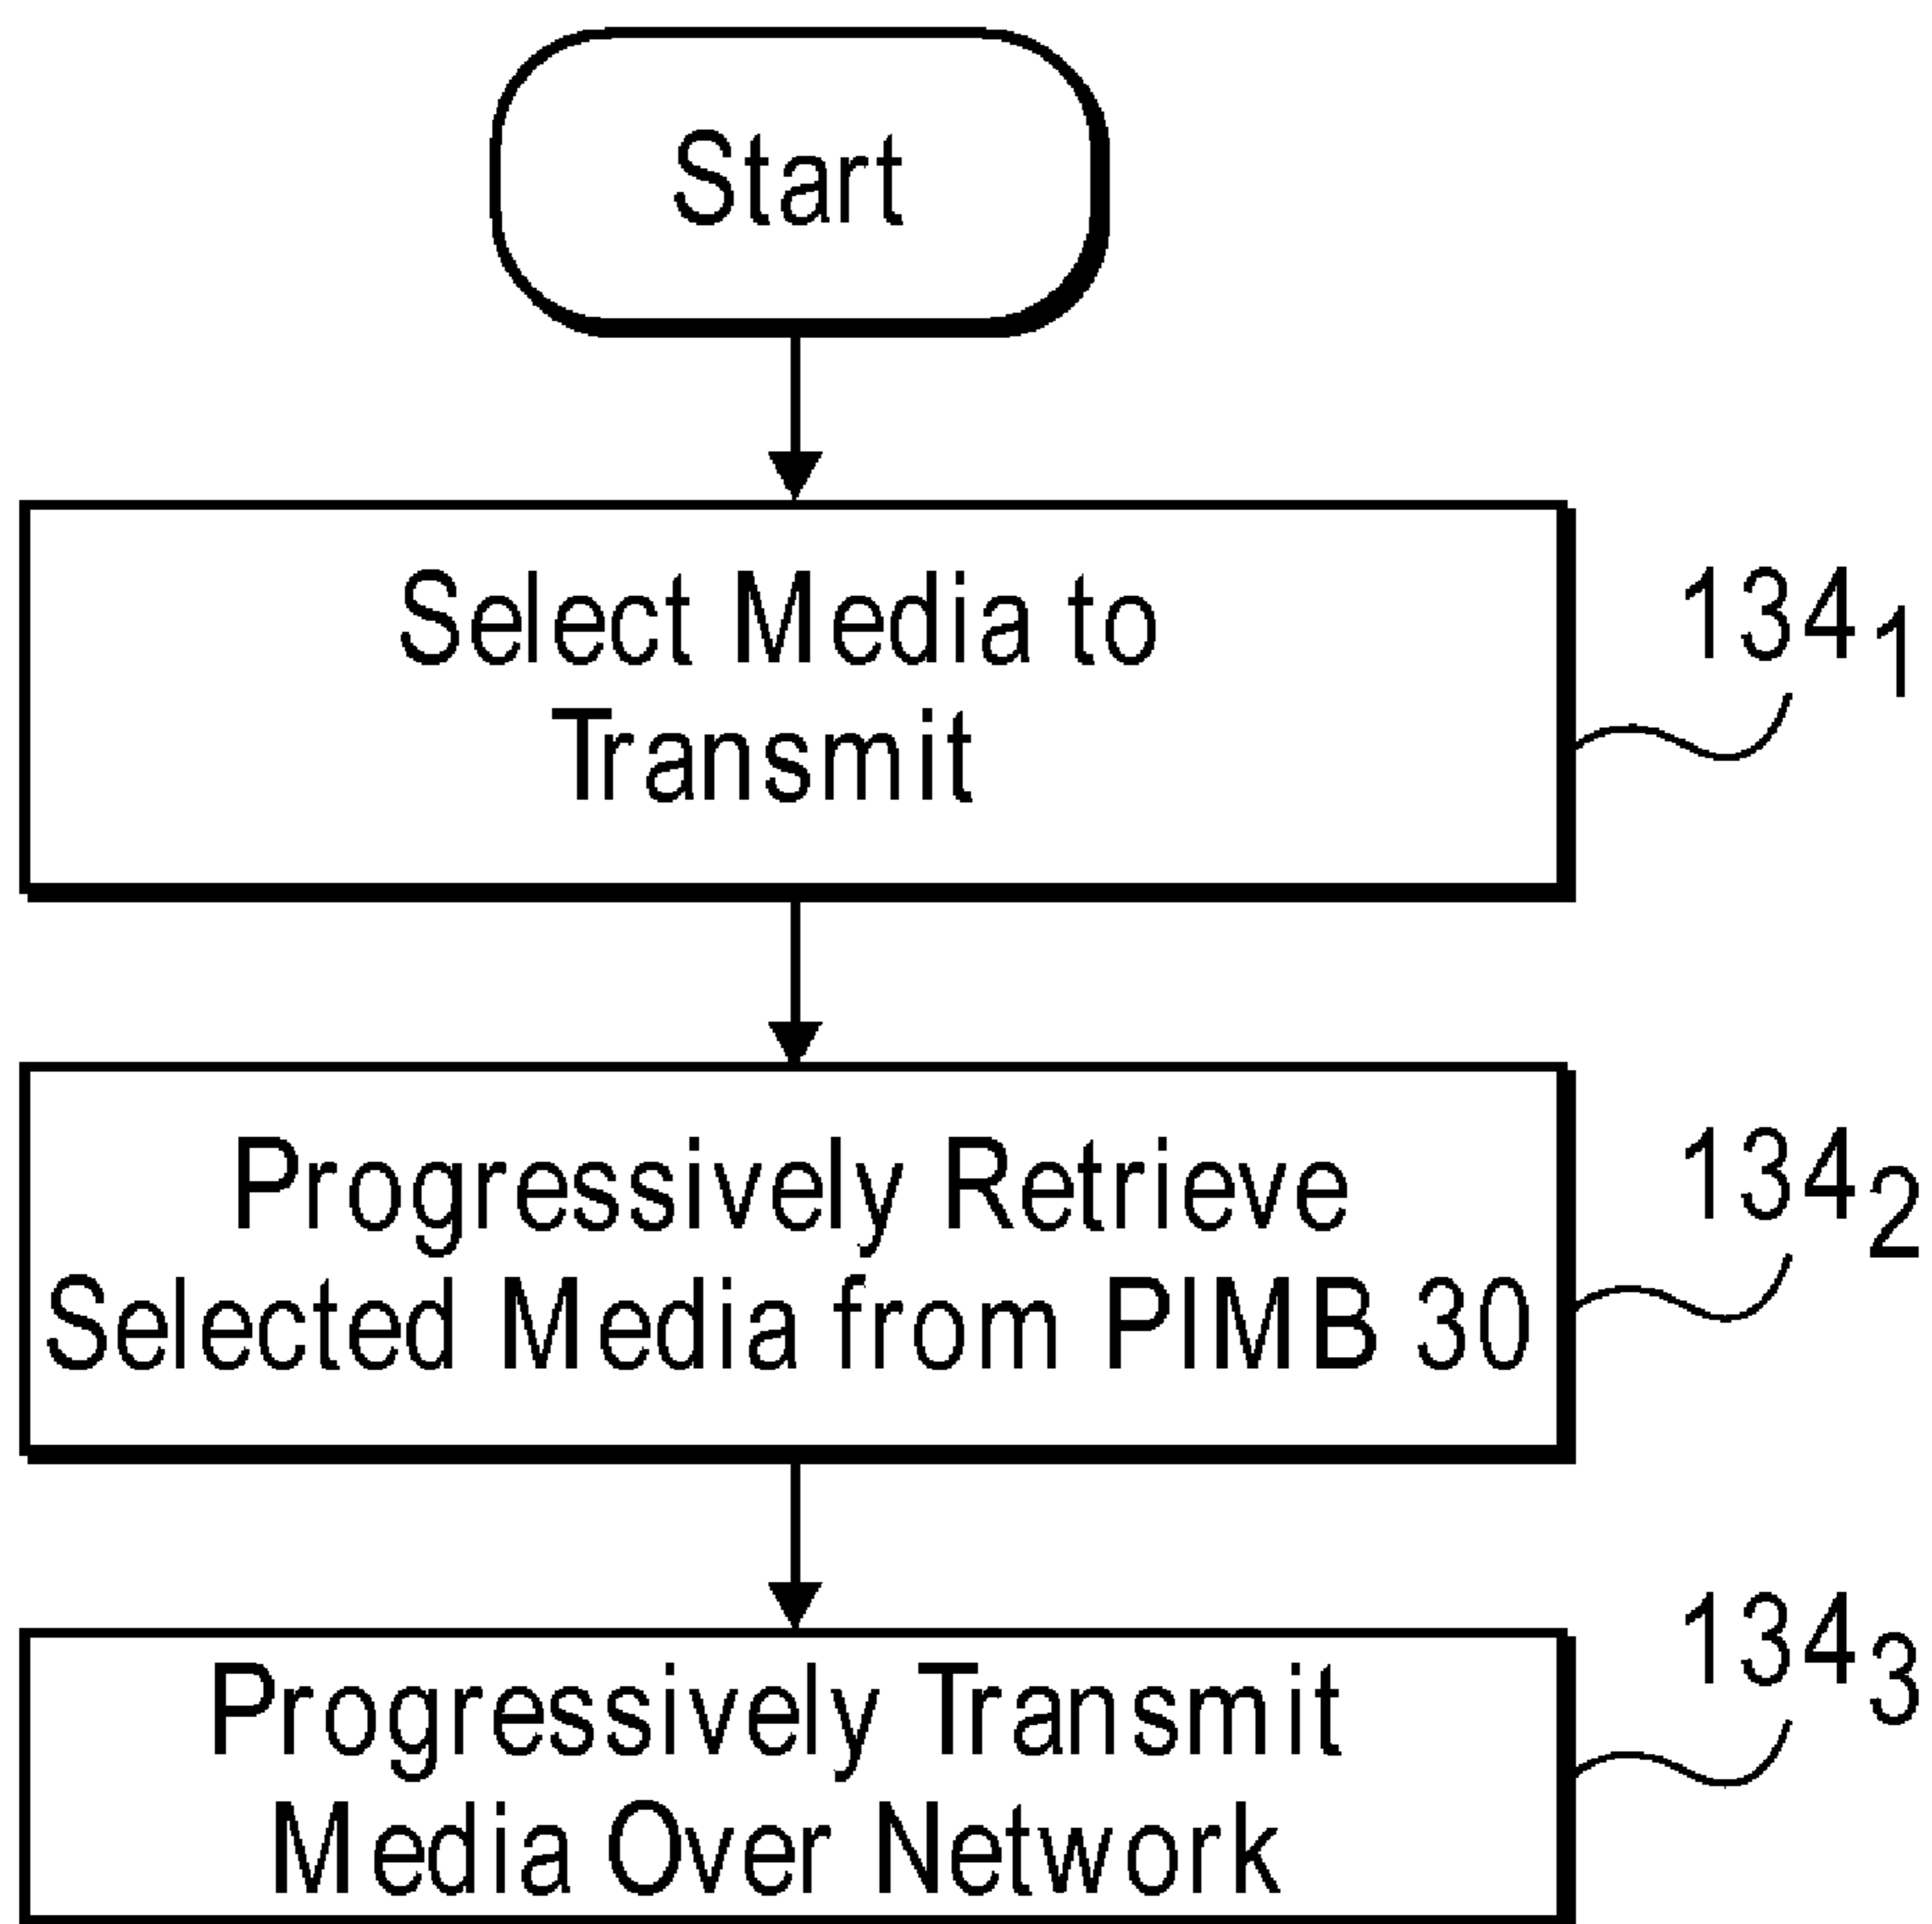 Start
Select Media to
Transmit
134₁
Progressively Retrieve
Selected Media from PIMB 30
134₂
Progressively Transmit
Media Over Network
134₃